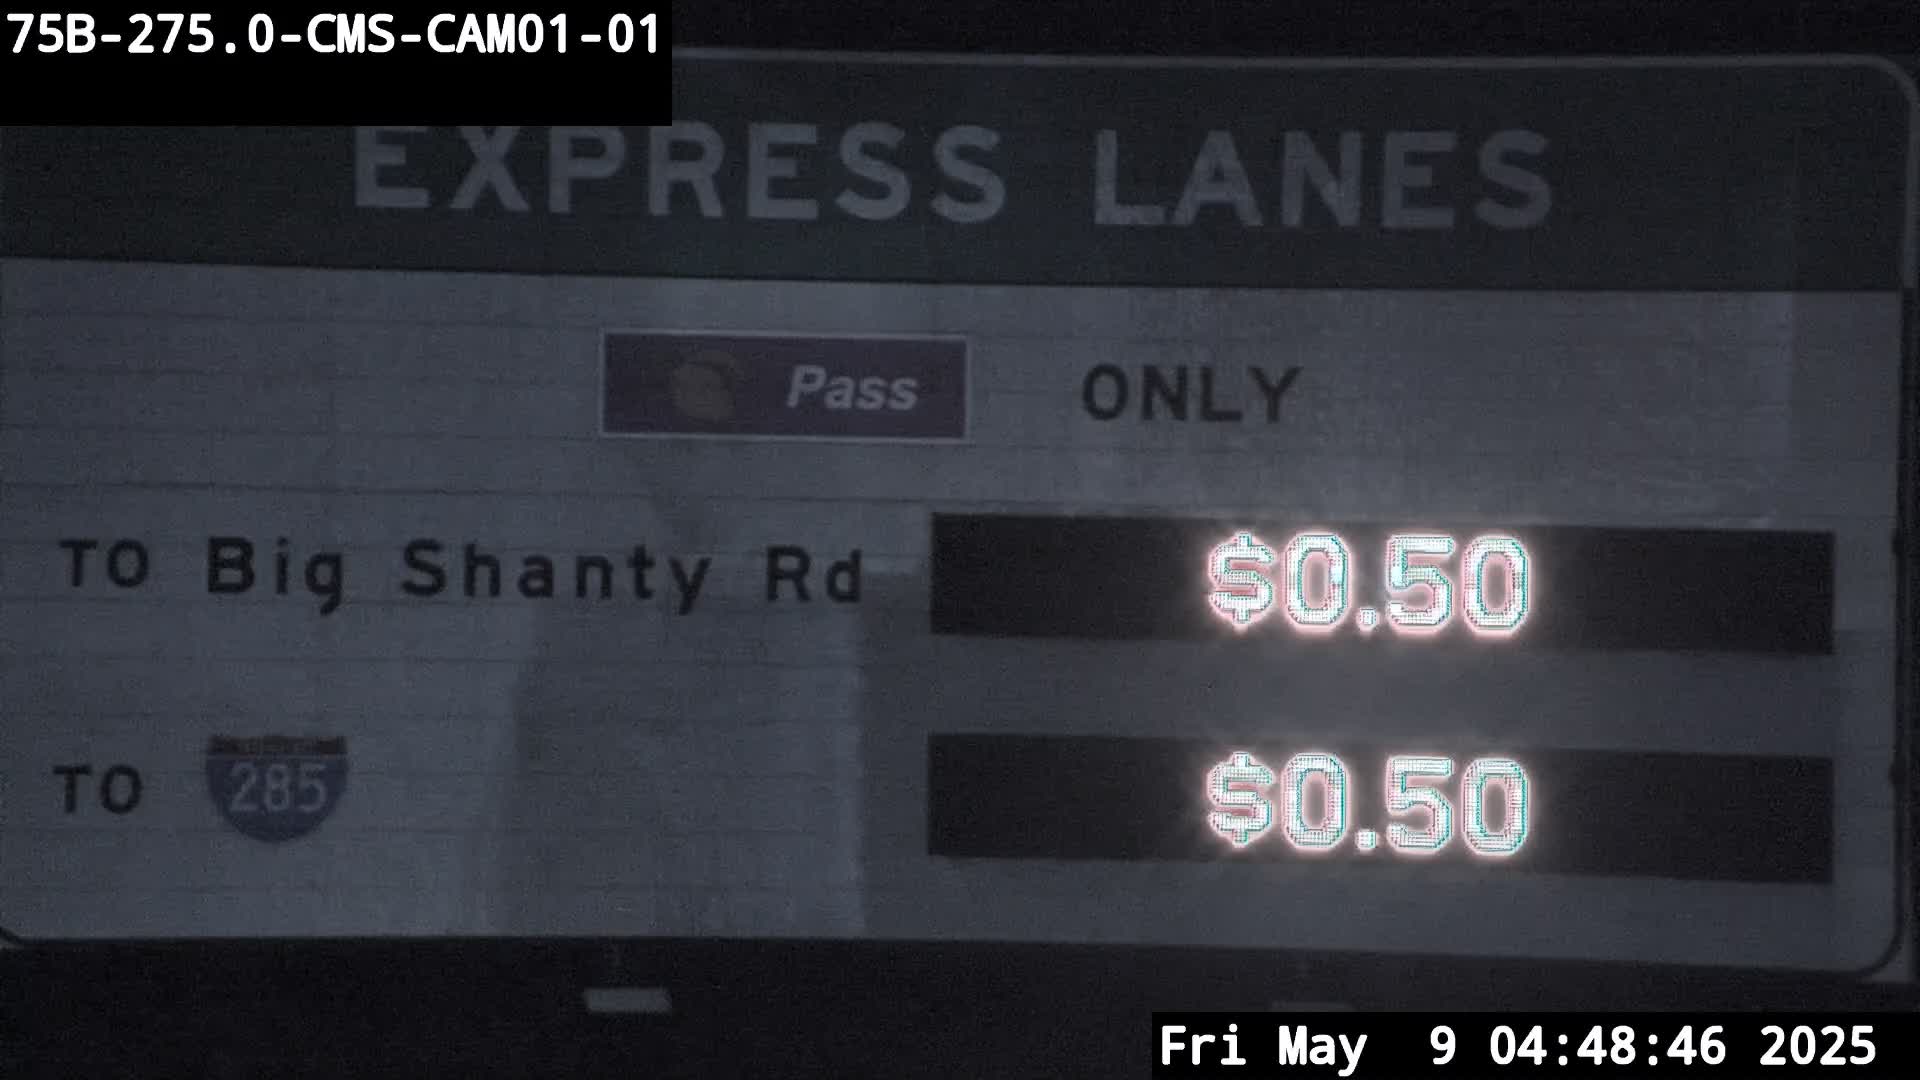 75B-275.0-CMS-CAM01-01
EXPRESS LANES
Pass ONLY
TO Big Shanty Rd $0.50
TO 285 $0.50
Fri May 9 04:48:46 2025